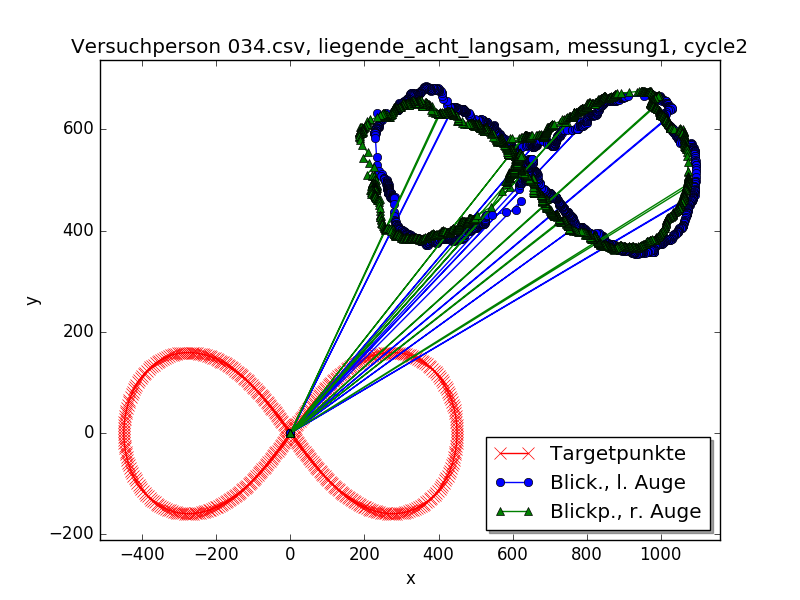 Versuchperson 034.csv, liegende_acht_langsam, messung1, cycle2
y
600
400
200
0
−200
−400
−200
0
200
400
600
800
1000
x
Targetpunkte
Blick., l. Auge
Blickp., r. Auge